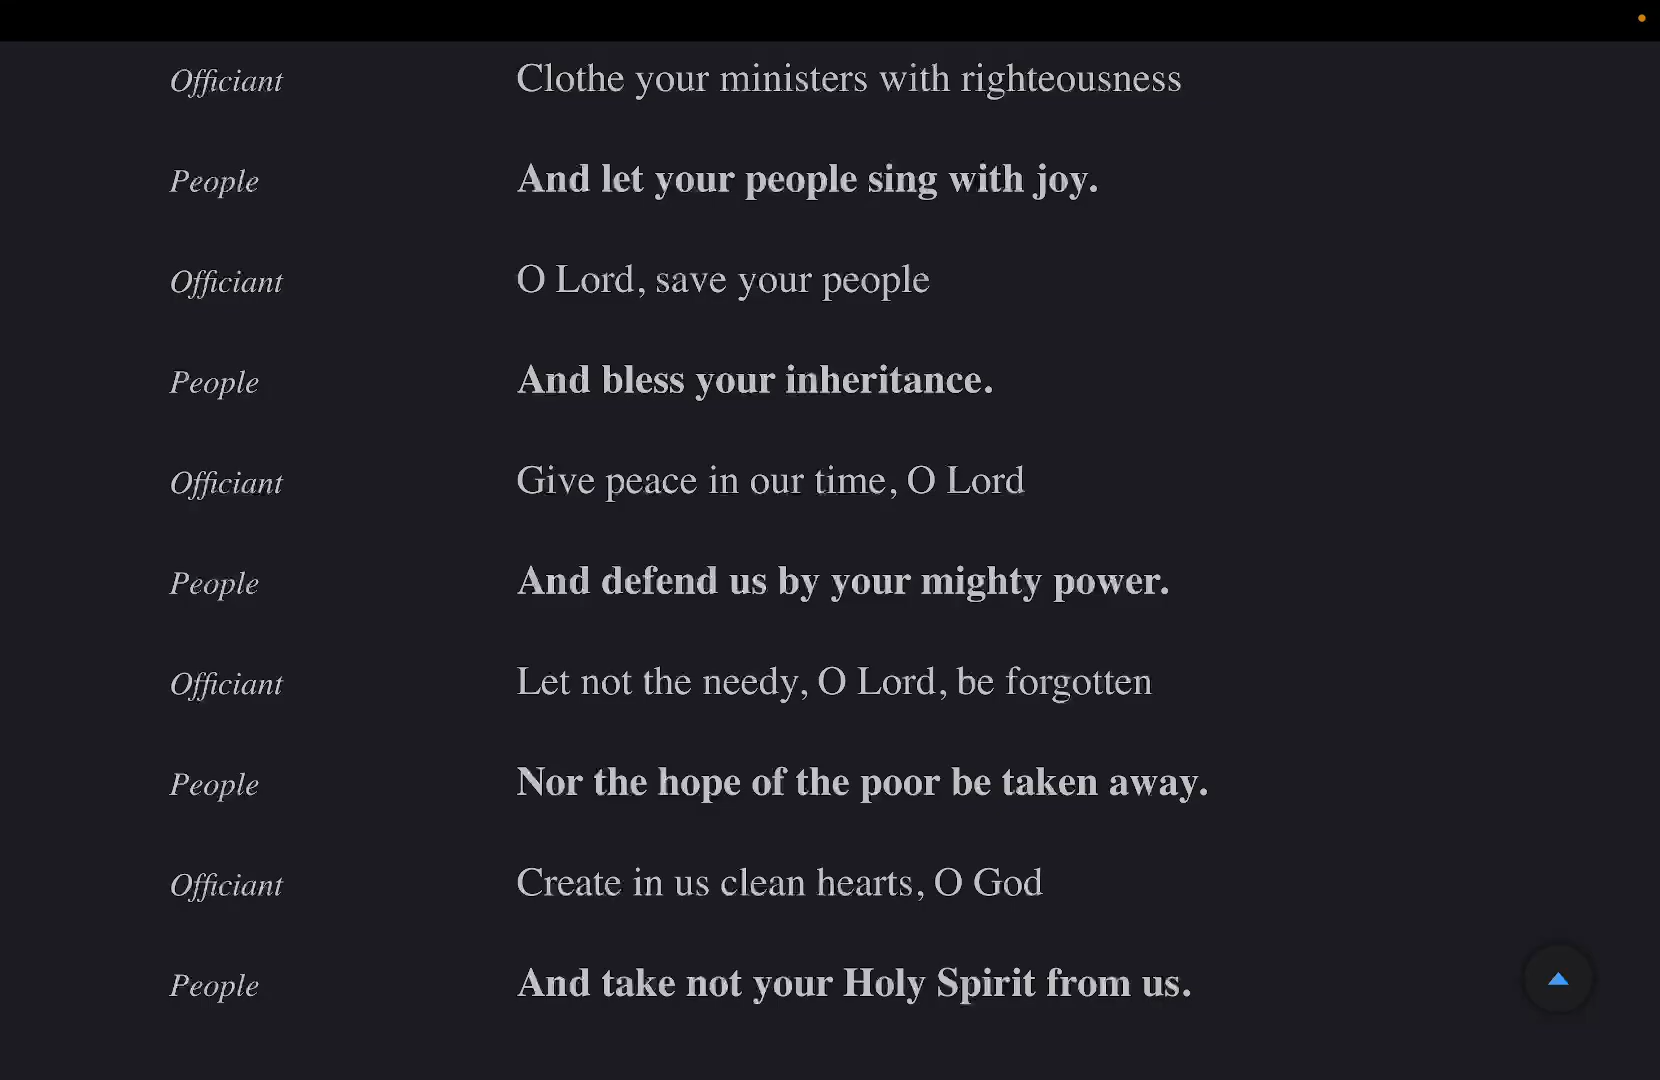 Officiant Clothe your ministers with righteousness
People And let your people sing with joy.
Officiant O Lord, save your people
People And bless your inheritance.
Officiant Give peace in our time, O Lord
People And defend us by your mighty power.
Officiant Let not the needy, O Lord, be forgotten
People Nor the hope of the poor be taken away.
Officiant Create in us clean hearts, O God
People And take not your Holy Spirit from us.